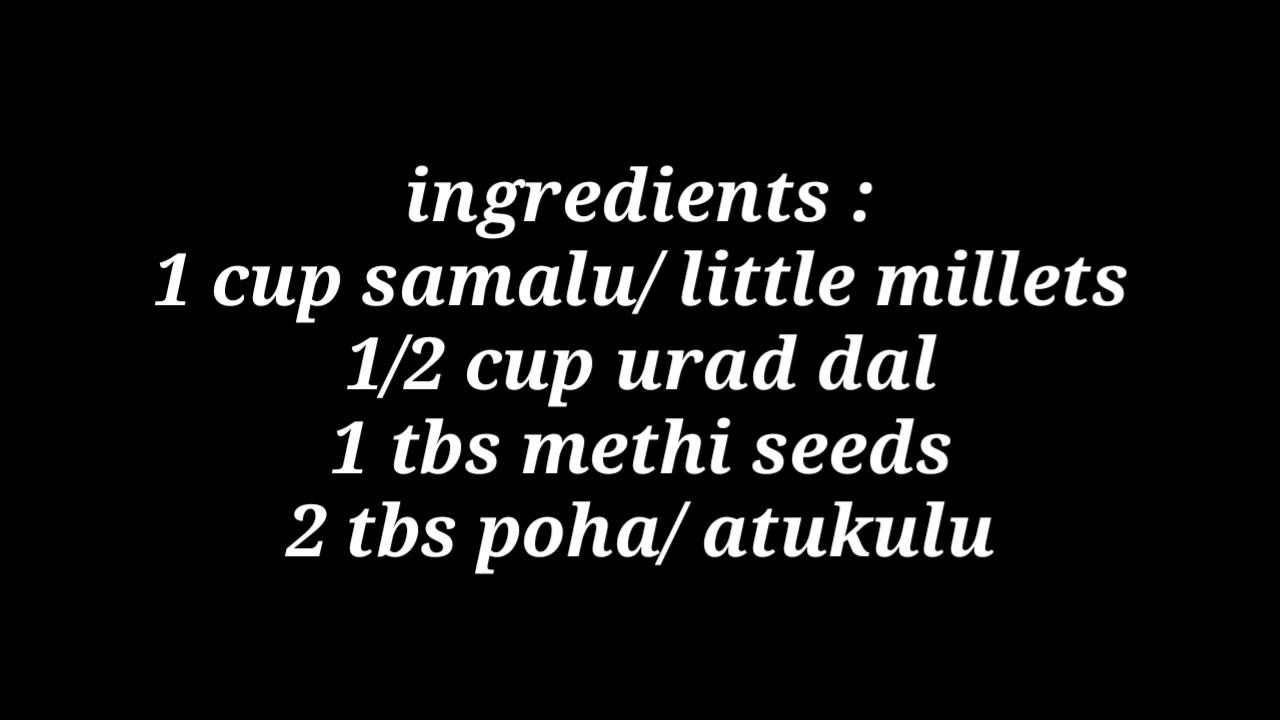 ingredients :
1 cup samalu/ little millets
1/2 cup urad dal
1 tbs methi seeds
2 tbs poha/ atukulu